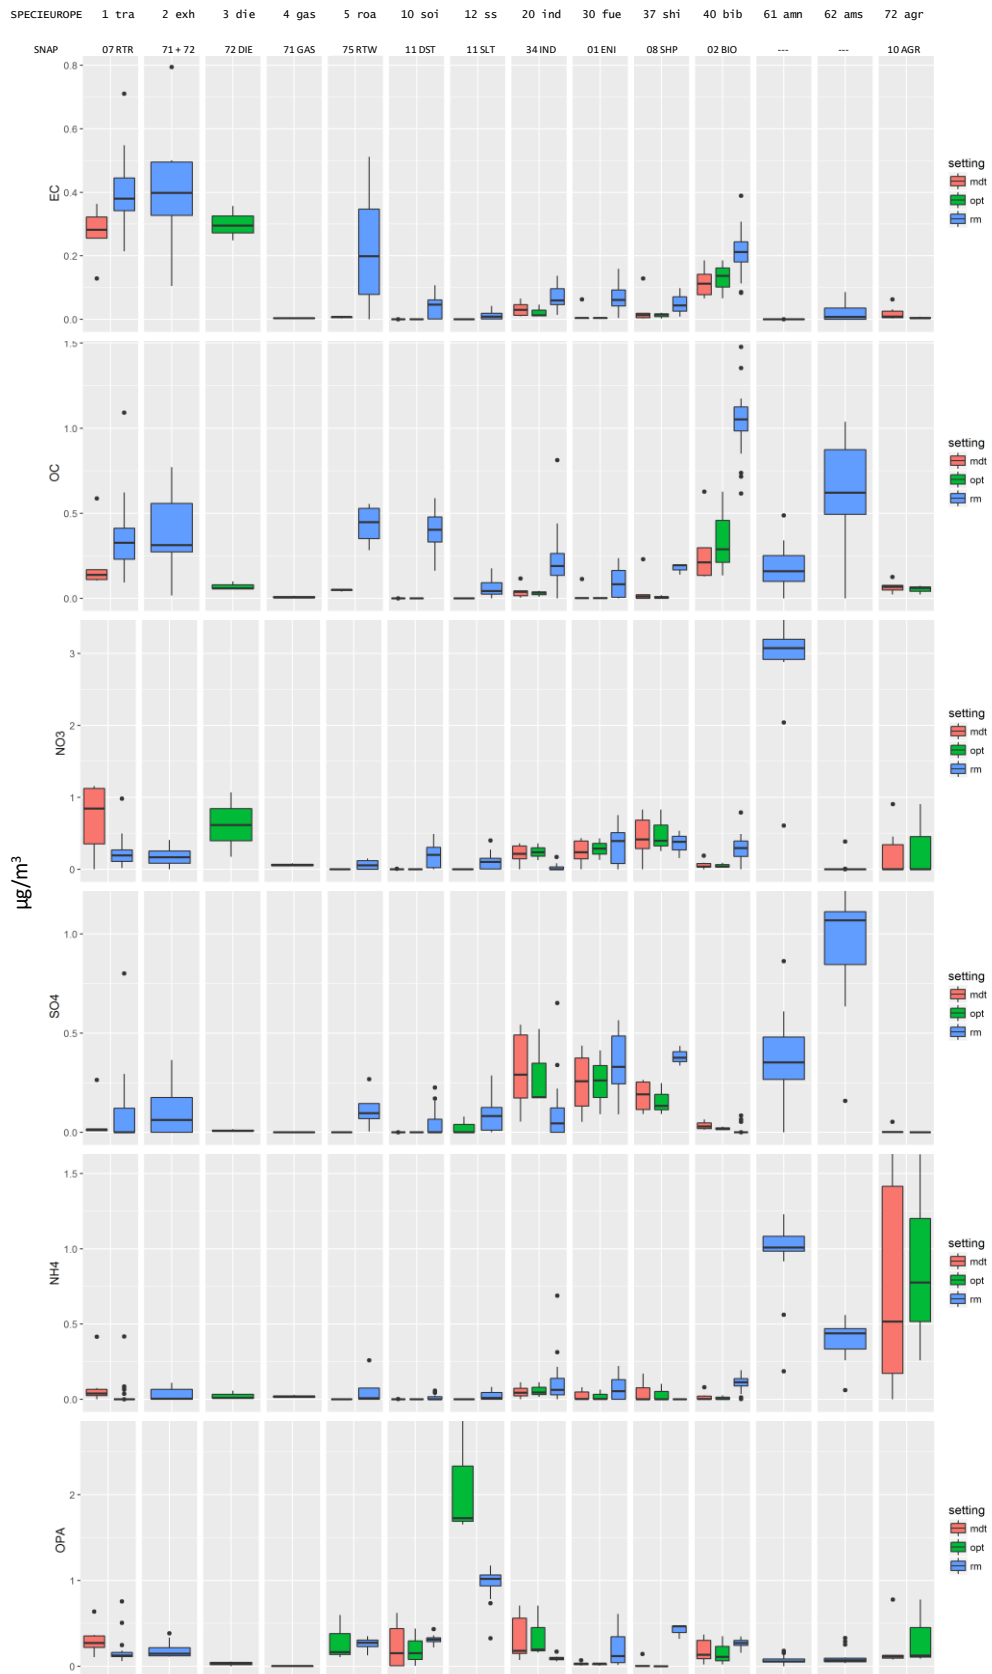 SPECIEUROPE 1 tra 2 exh 3 die 4 gas 5 roa 10 soi 12 ss 20 ind 30 fue 37 shi 40 bib 61 amn 62 ams 72 agr
SNAP 07 RTR 71 + 72 72 DIE 71 GAS 75 RTW 11 DST 11 SLT 34 IND 01 ENI 08 SHP 02 BIO --- --- 10 AGR
0.8
0.6
0.4
0.2
0.0
EC
setting
mdt
opt
rm
1.5
1.0
0.5
0.0
OC
setting
mdt
opt
rm
3
2
1
0
NO3
setting
mdt
opt
rm
µg/m³
1.0
0.5
0.0
SO4
setting
mdt
opt
rm
1.5
1.0
0.5
0.0
NH4
setting
mdt
opt
rm
2
1
0
OPA
setting
mdt
opt
rm